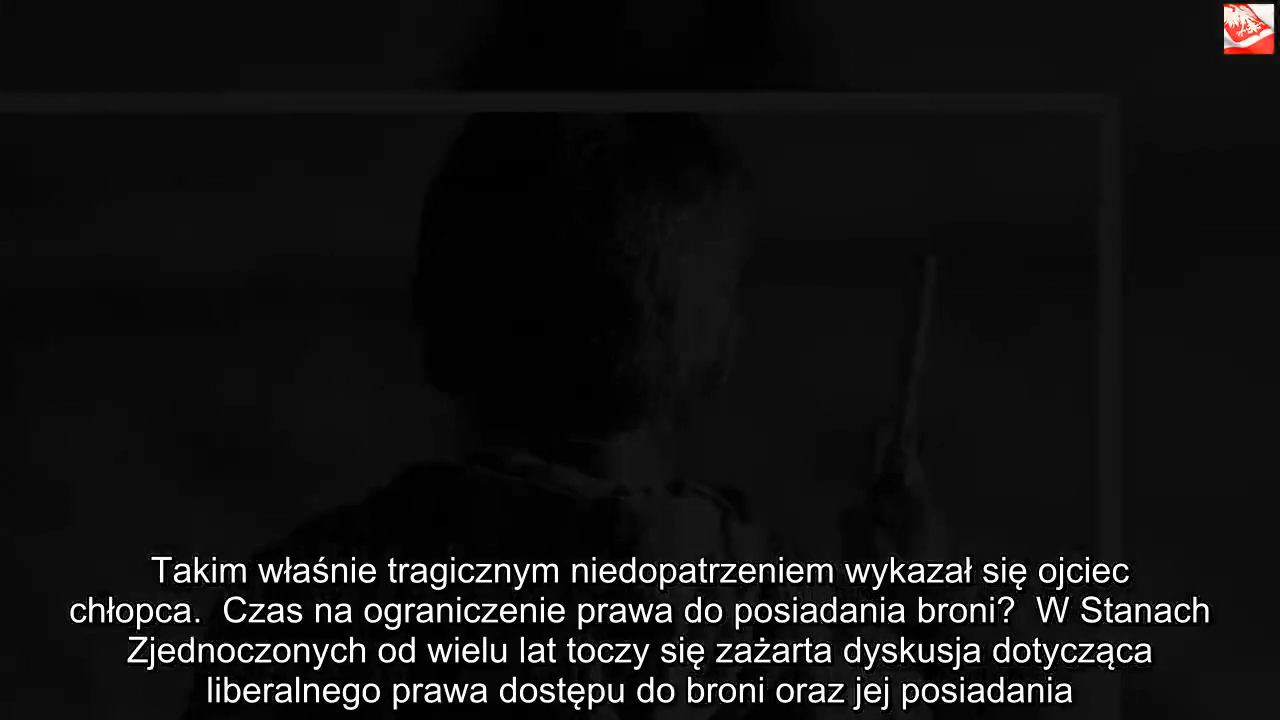 Takim właśnie tragicznym niedopatrzeniem wykazał się ojciec
chłopca.  Czas na ograniczenie prawa do posiadania broni?  W Stanach
Zjednoczonych od wielu lat toczy się zażarta dyskusja dotycząca
liberalnego prawa dostępu do broni oraz jej posiadania